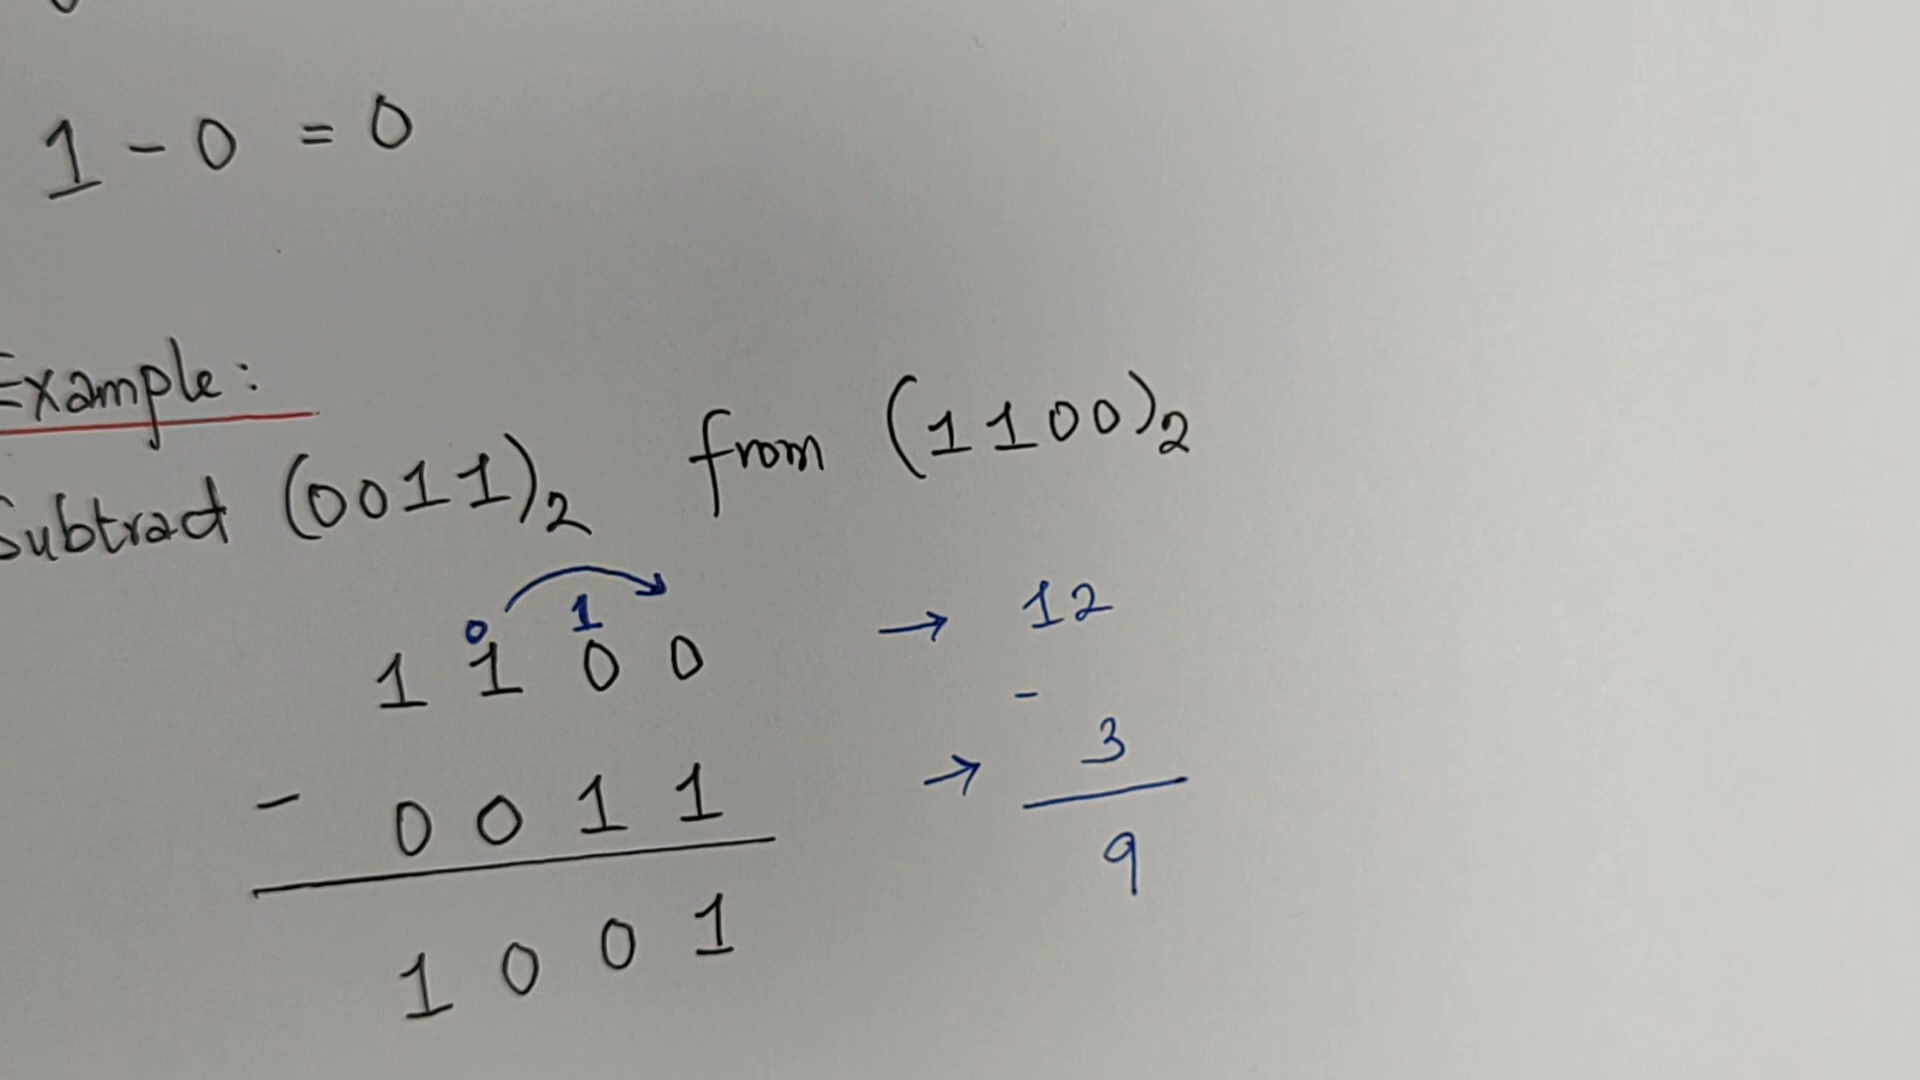 1 - 0 = 0
Example:
Subtract (0011)₂ from (1100)₂
0 1
1 1 0 0 → 12
-
- 0 0 1 1 → 3
1 0 0 1 9